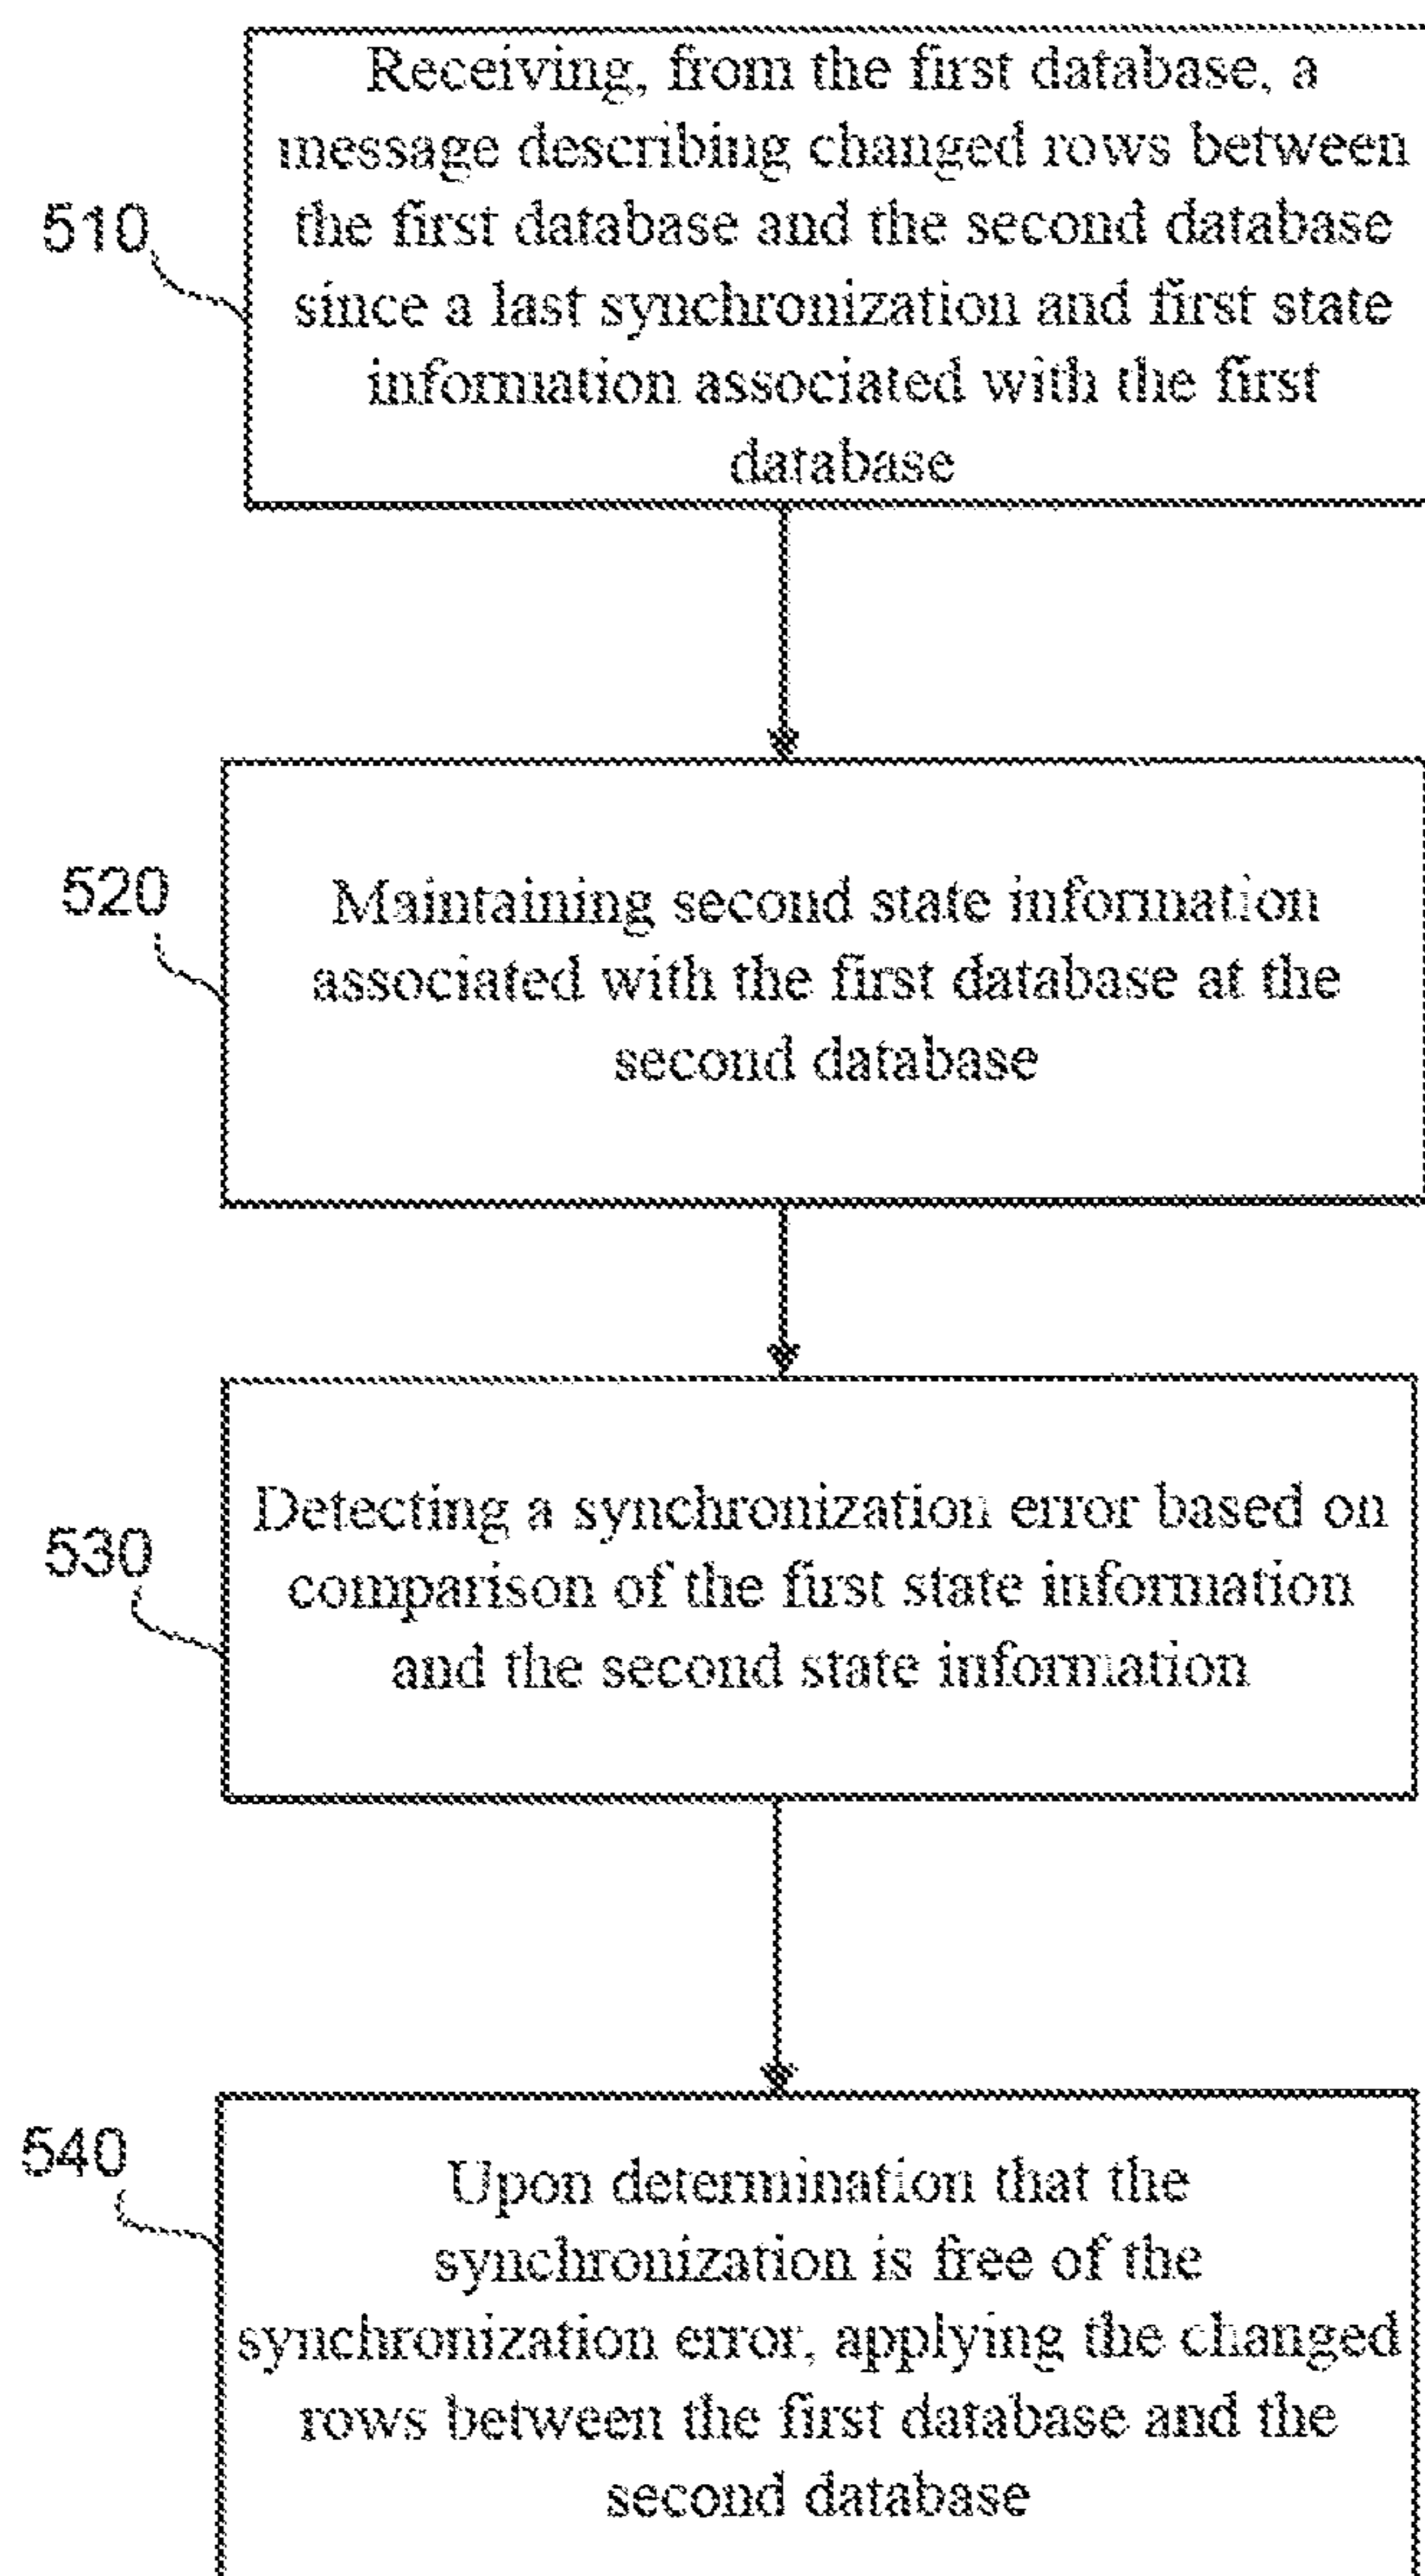 Receiving, from the first database, a
message describing changed rows between
the first database and the second database
since a last synchronization and first state
information associated with the first
database
510
Maintaining second state information
associated with the first database at the
second database
520
Detecting a synchronization error based on
comparison of the first state information
and the second state information
530
Upon determination that the
synchronization is free of the
synchronization error, applying the changed
rows between the first database and the
second database
540